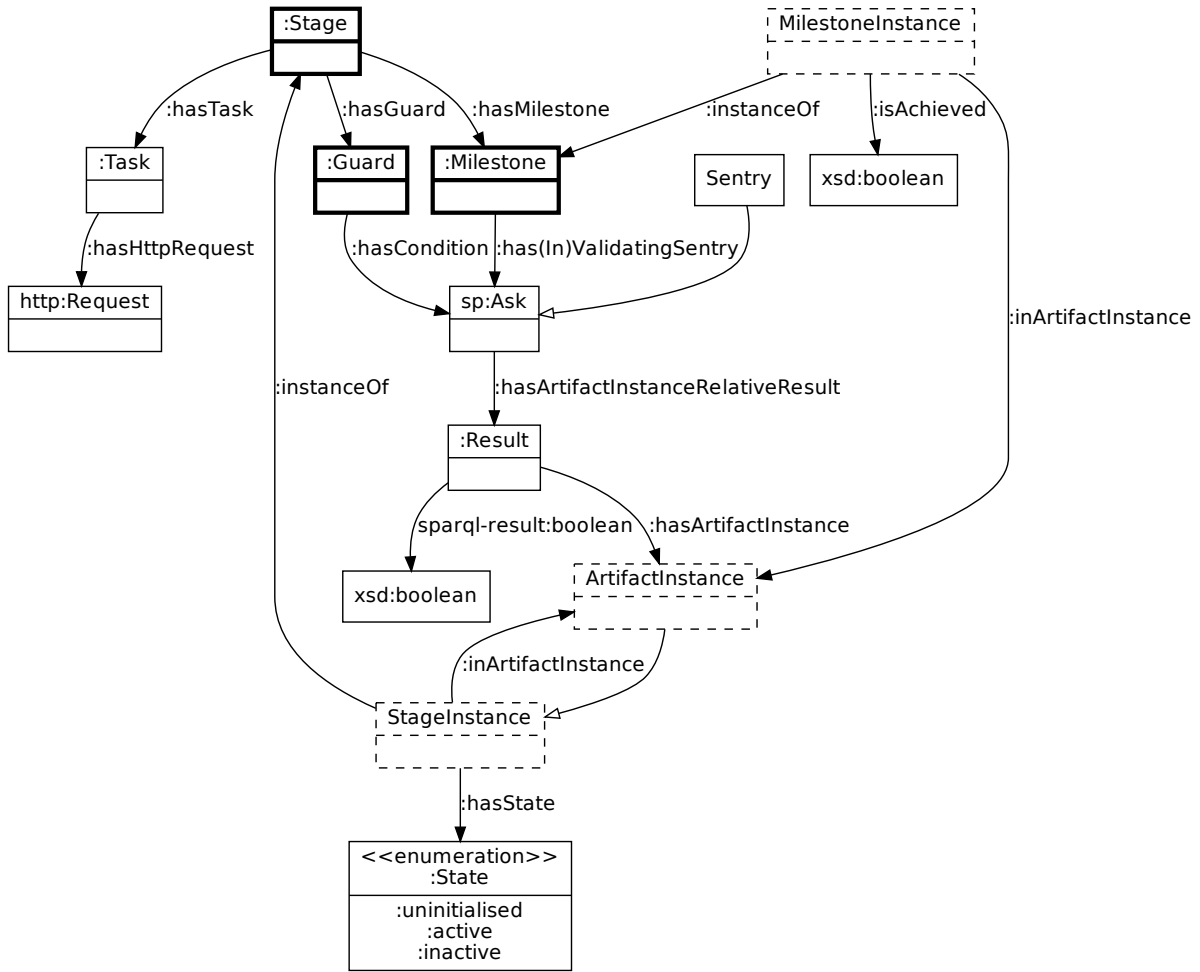 :Stage
MilestoneInstance
:hasTask
:hasGuard
:hasMilestone
:instanceOf
:isAchieved
:Task
:Guard
:Milestone
Sentry
xsd:boolean
:hasHttpRequest
:hasCondition
:has(In)ValidatingSentry
http:Request
sp:Ask
:inArtifactInstance
:instanceOf
:hasArtifactInstanceRelativeResult
:Result
sparql-result:boolean
:hasArtifactInstance
xsd:boolean
ArtifactInstance
:inArtifactInstance
StageInstance
:hasState
<<enumeration>>
:State
:uninitialised
:active
:inactive